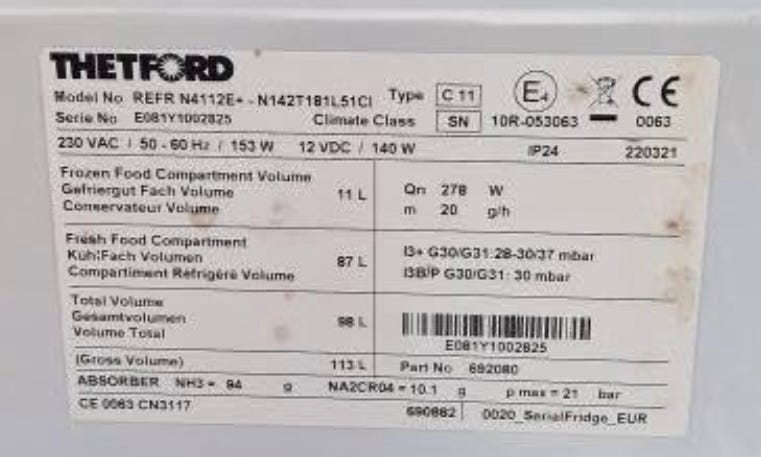 THETFORD
Model No REFR N4112E+ - N142T181L51CI Type C 11 E4 CE
Serie No E081Y1002825 Climate Class SN 10R-053063 0063
230 VAC / 50 - 60 Hz / 153 W 12 VDC / 140 W IP24 220321
Frozen Food Compartment Volume
Gefriergut Fach Volume 11 L Qn 278 W
Conservateur Volume m 20 g/h
Fresh Food Compartment
Kuhl Fach Volumen 87 L I3+ G30/G31:28-30/37 mbar
Compartiment Réfrigéré Volume I3B/P G30/G31: 30 mbar
Total Volume
Gesamtvolumen 98 L
Volume Total E081Y1002825
(Gross Volume) 113 L Part No 692080
ABSORBER NH3 = 94 g NA2CR04 = 10.1 g p max = 21 bar
CE 0063 CN3117 690882 0020_SerialFridge_EUR